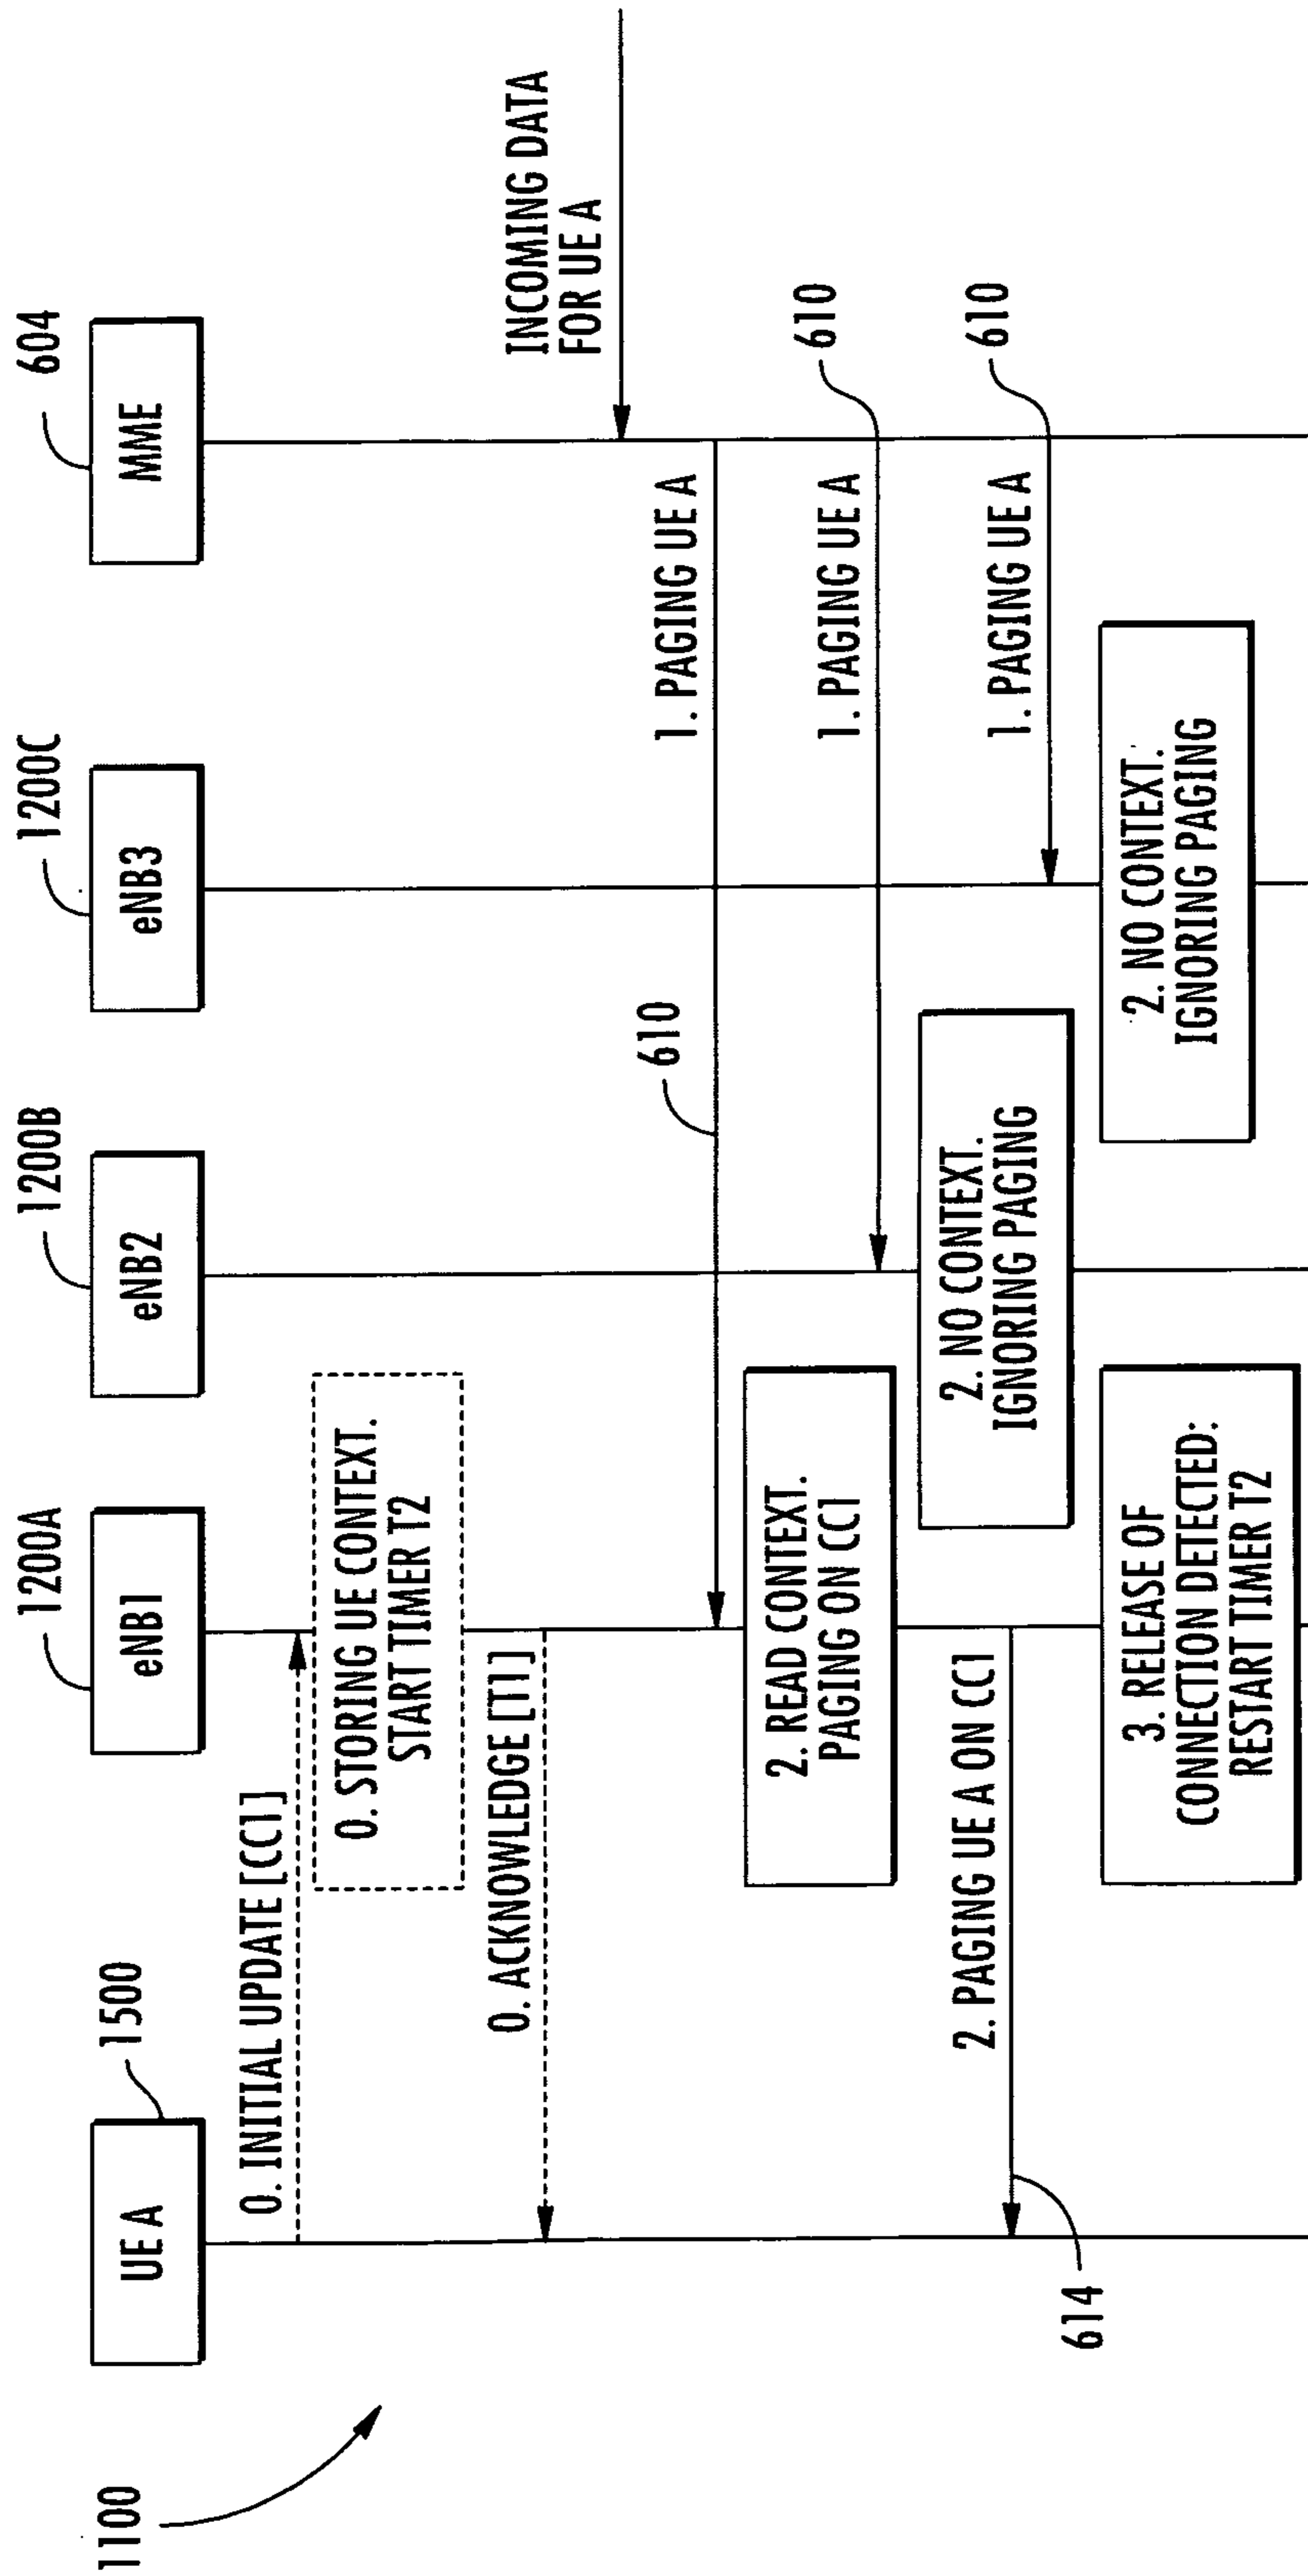 1100
UE A
1500
eNB1
1200A
eNB2
1200B
eNB3
1200C
MME
604
0. INITIAL UPDATE [CC1]
0. STORING UE CONTEXT.
START TIMER T2
0. ACKNOWLEDGE [T1]
INCOMING DATA
FOR UE A
1. PAGING UE A
610
2. READ CONTEXT.
PAGING ON CC1
1. PAGING UE A
610
2. NO CONTEXT.
IGNORING PAGING
2. PAGING UE A ON CC1
614
1. PAGING UE A
610
2. NO CONTEXT.
IGNORING PAGING
3. RELEASE OF
CONNECTION DETECTED:
RESTART TIMER T2